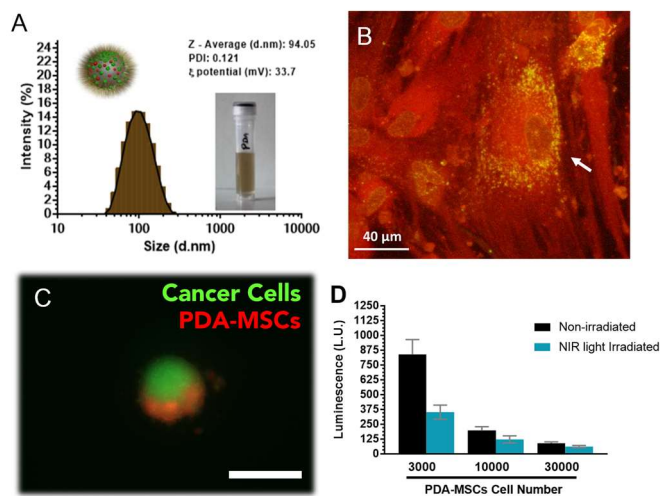 A
Z - Average (d.nm): 94.05
PDI: 0.121
ξ potential (mV): 33.7
Intensity (%)
24
22
20
18
16
14
12
10
8
6
4
2
0
PDA
10 100 1000 10000
Size (d.nm)
B
40 μm
C
Cancer Cells
PDA-MSCs
D
Luminescence (L.U.)
1250
1125
1000
875
750
625
500
375
250
125
0
Non-irradiated
NIR light Irradiated
3000 10000 30000
PDA-MSCs Cell Number